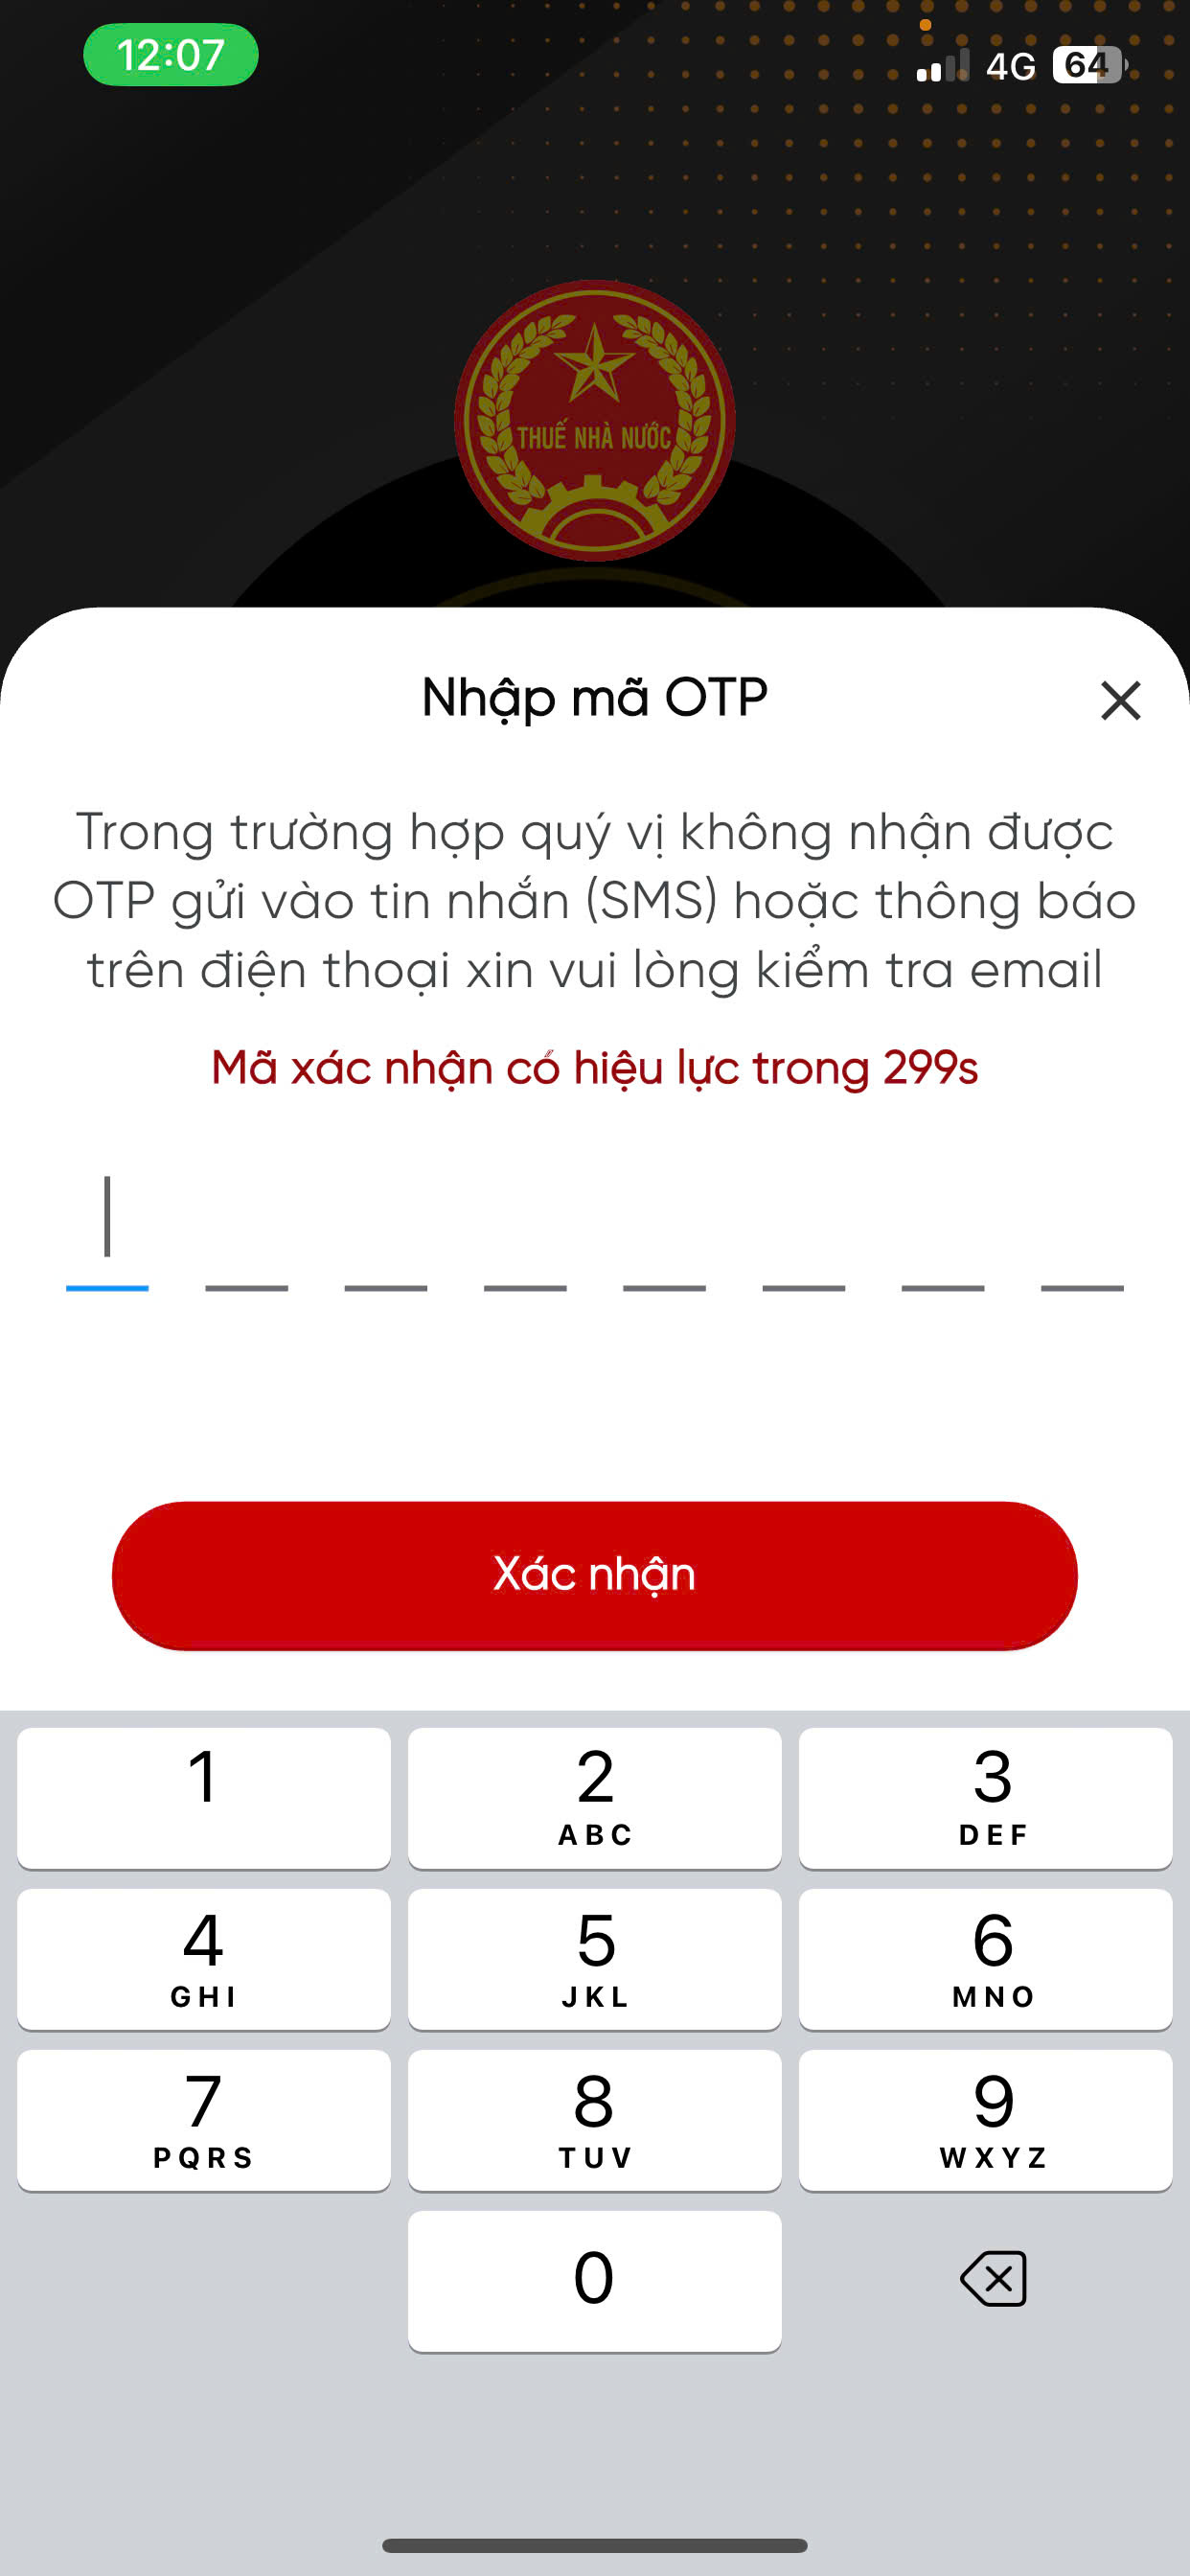 12:07
4G 64
THUẾ NHÀ NƯỚC
Nhập mã OTP
Trong trường hợp quý vị không nhận được
OTP gửi vào tin nhắn (SMS) hoặc thông báo
trên điện thoại xin vui lòng kiểm tra email
Mã xác nhận có hiệu lực trong 299s
Xác nhận
1 2 3
ABC DEF
4 5 6
GHI JKL MNO
7 8 9
PQRS TUV WXYZ
0